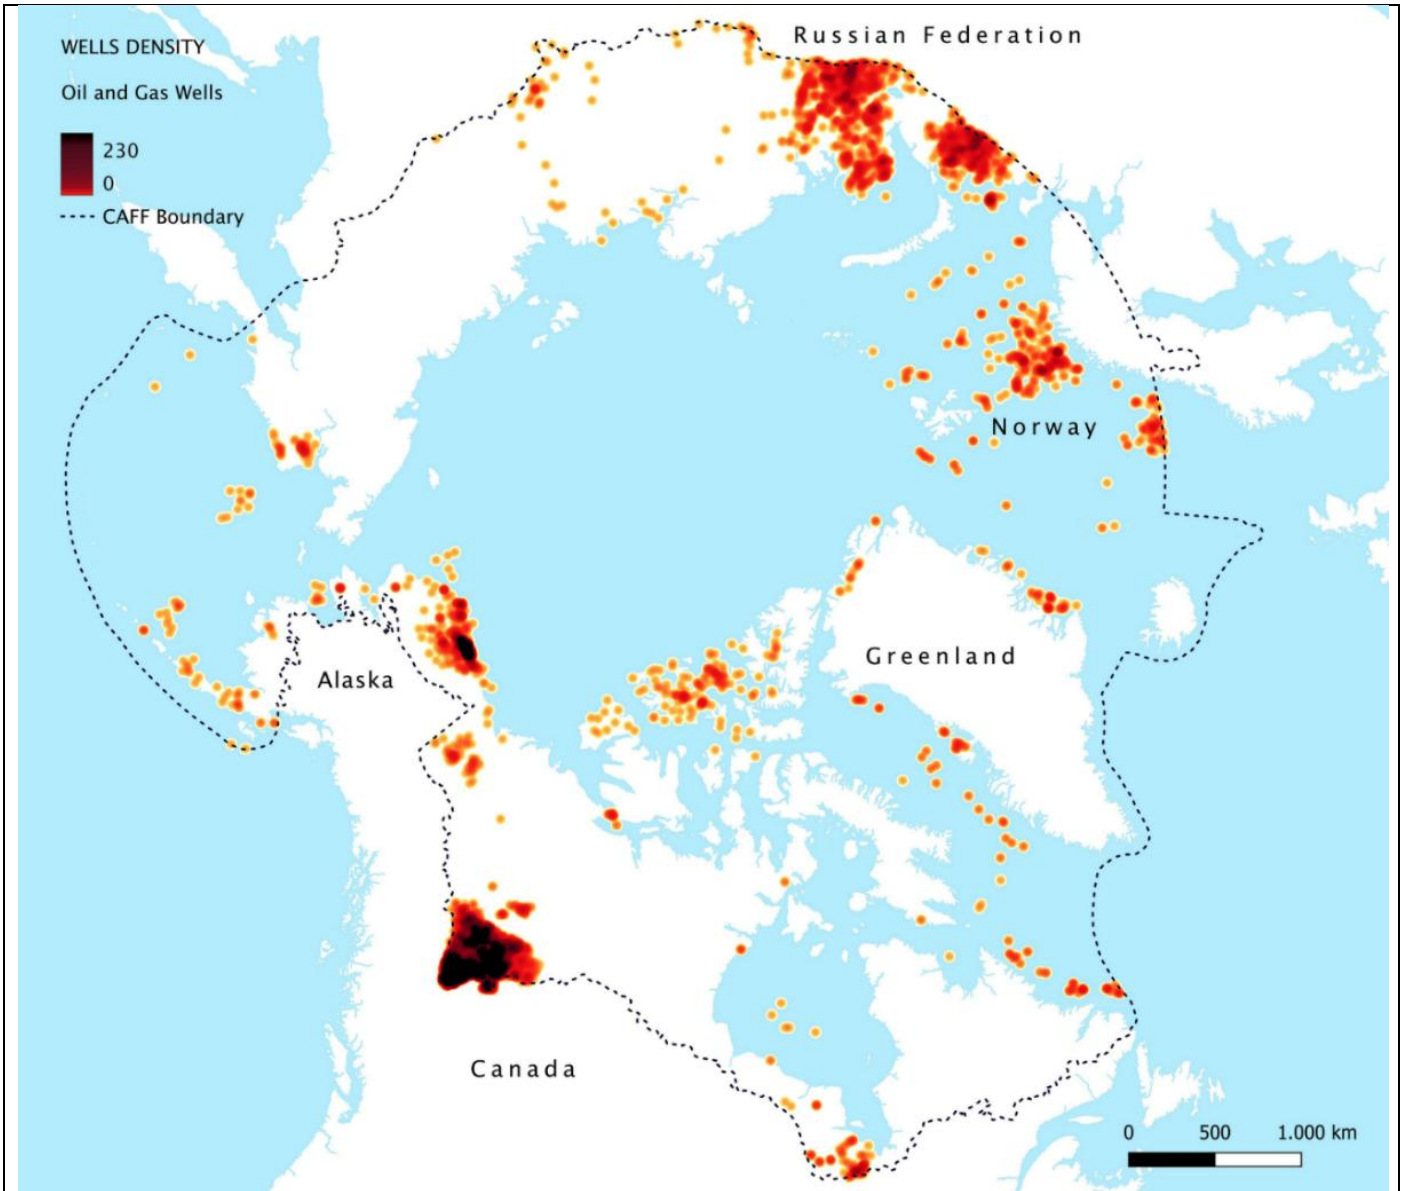 WELLS DENSITY
Oil and Gas Wells
230
0
CAFF Boundary
Russian Federation
Norway
Greenland
Alaska
Canada
0 500 1.000 km